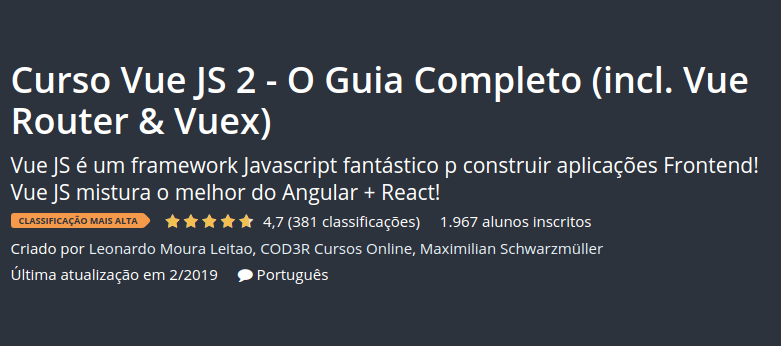 Curso Vue JS 2 - O Guia Completo (incl. Vue
Router & Vuex)
Vue JS é um framework Javascript fantástico p construir aplicações Frontend!
Vue JS mistura o melhor do Angular + React!
CLASSIFICAÇÃO MAIS ALTA 4,7 (381 classificações) 1.967 alunos inscritos
Criado por Leonardo Moura Leitao, COD3R Cursos Online, Maximilian Schwarzmüller
Última atualização em 2/2019 Português